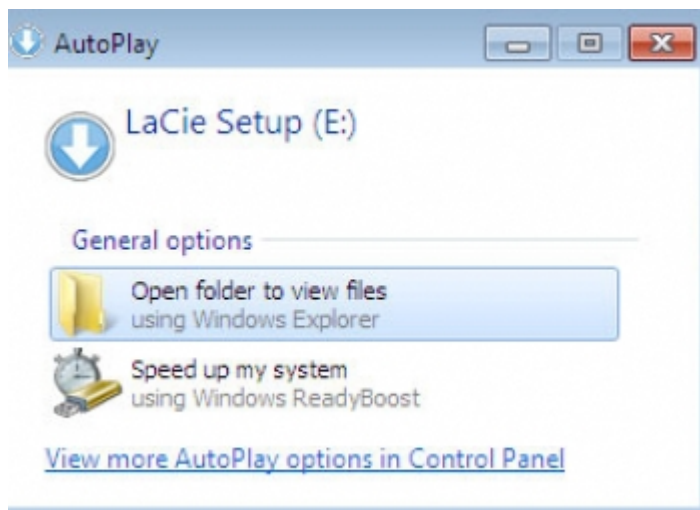 AutoPlay
LaCie Setup (E:)
General options
Open folder to view files
using Windows Explorer
Speed up my system
using Windows ReadyBoost
View more AutoPlay options in Control Panel